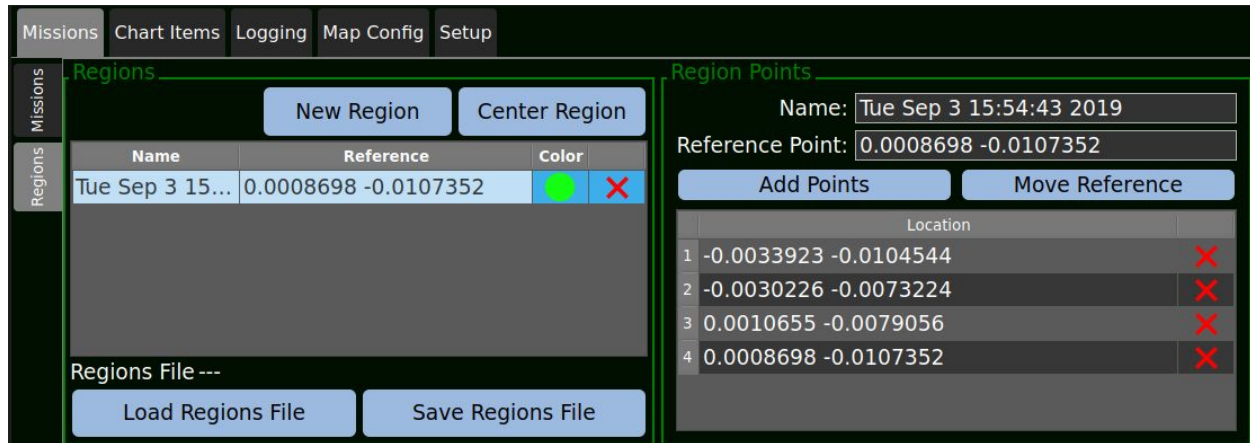 Missions Chart Items Logging Map Config Setup
Missions
Regions
Regions
New Region Center Region
Name Reference Color
Tue Sep 3 15... 0.0008698 -0.0107352
Regions File ---
Load Regions File Save Regions File
Region Points
Name: Tue Sep 3 15:54:43 2019
Reference Point: 0.0008698 -0.0107352
Add Points Move Reference
Location
1 -0.0033923 -0.0104544
2 -0.0030226 -0.0073224
3 0.0010655 -0.0079056
4 0.0008698 -0.0107352